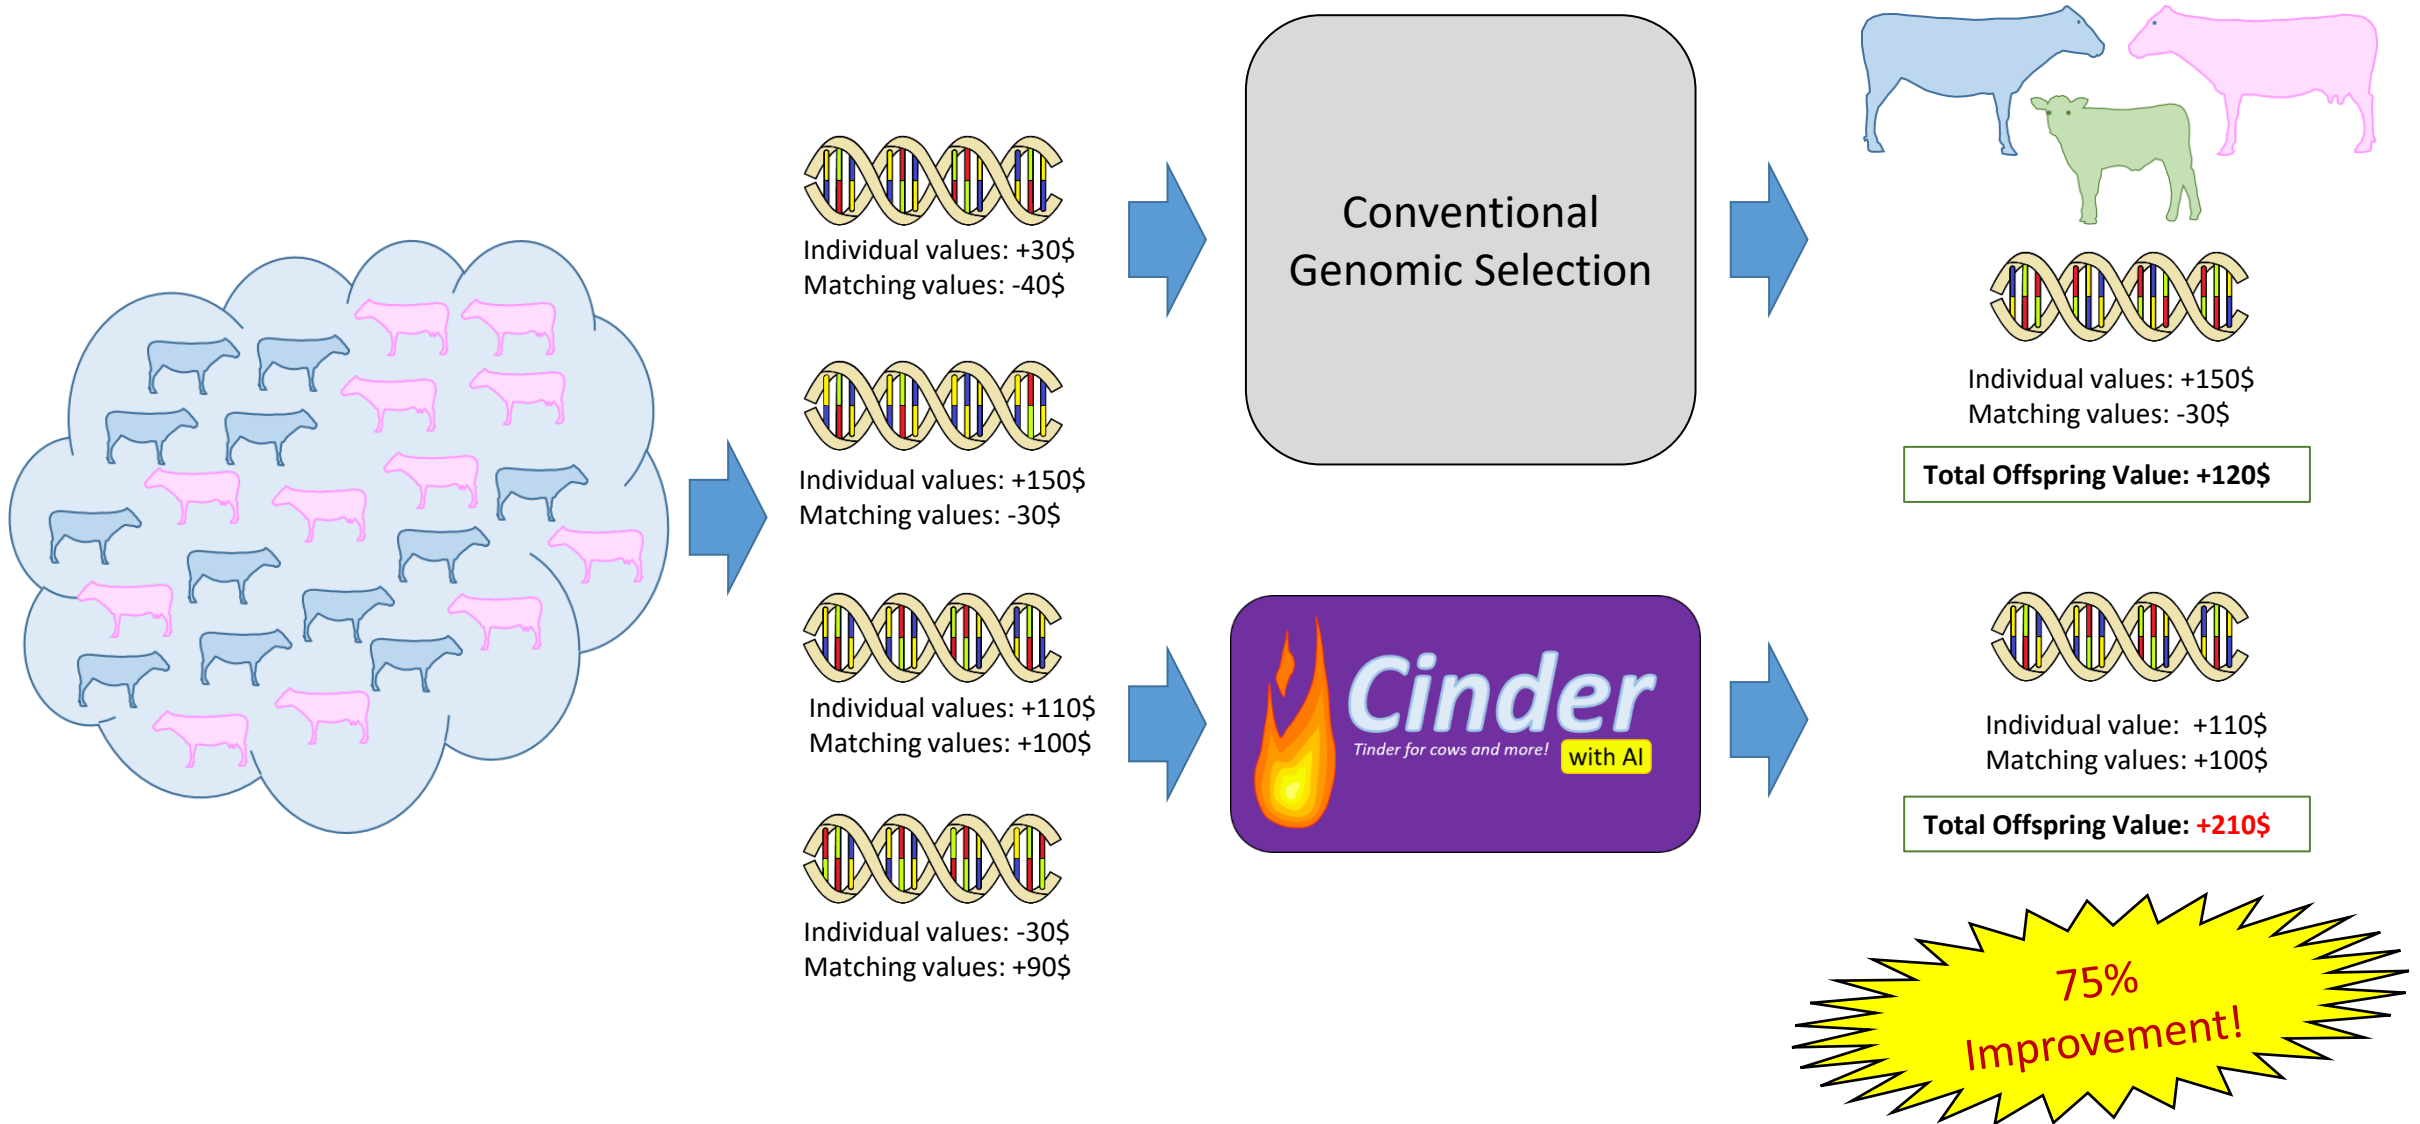 Individual values: +30$
Matching values: -40$
Individual values: +150$
Matching values: -30$
Individual values: +110$
Matching values: +100$
Individual values: -30$
Matching values: +90$
Conventional
Genomic Selection
Cinder
Tinder for cows and more!
with AI
Individual values: +150$
Matching values: -30$
Total Offspring Value: +120$
Individual value:  +110$
Matching values: +100$
Total Offspring Value: +210$
75%
Improvement!